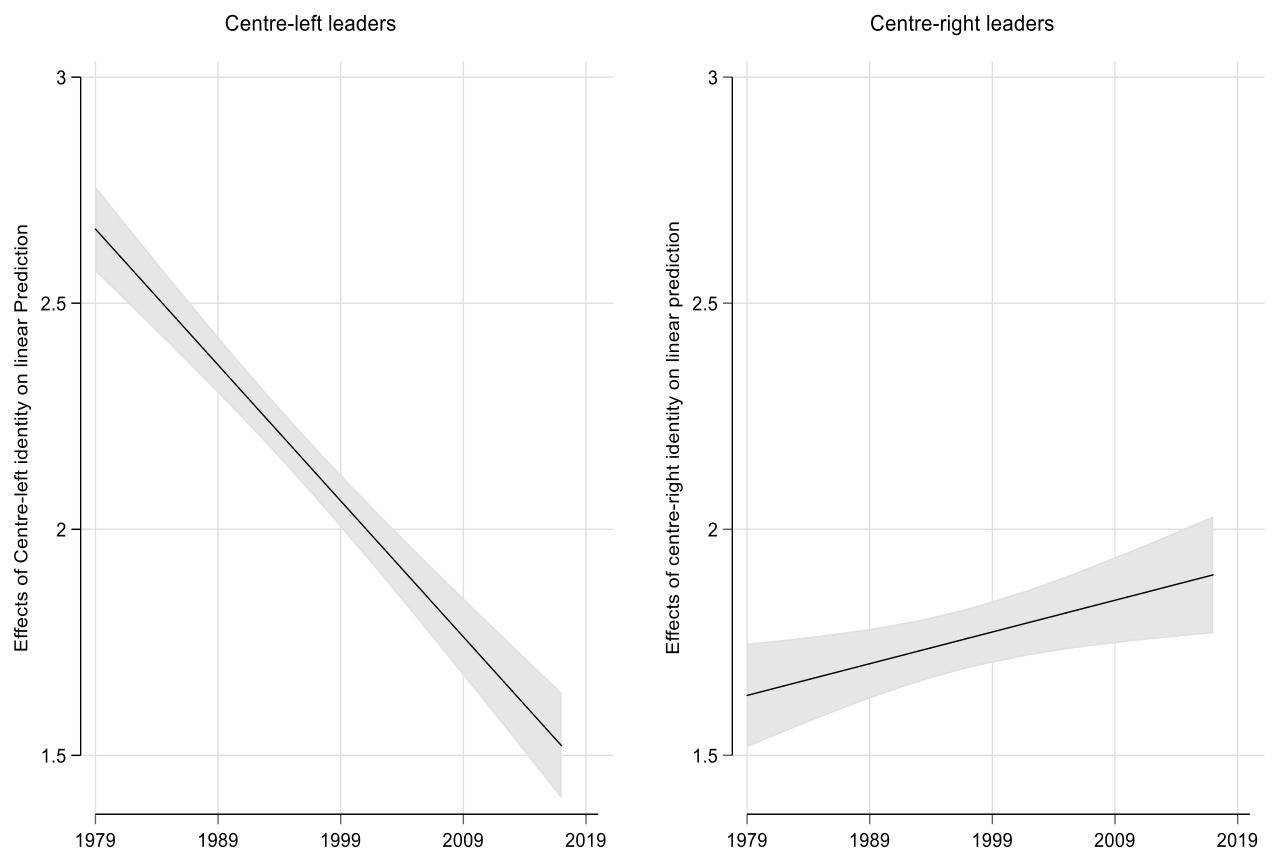 Centre-left leaders
Effects of Centre-left identity on linear Prediction
3
2.5
2
1.5
1979 1989 1999 2009 2019
Centre-right leaders
Effects of centre-right identity on linear prediction
3
2.5
2
1.5
1979 1989 1999 2009 2019